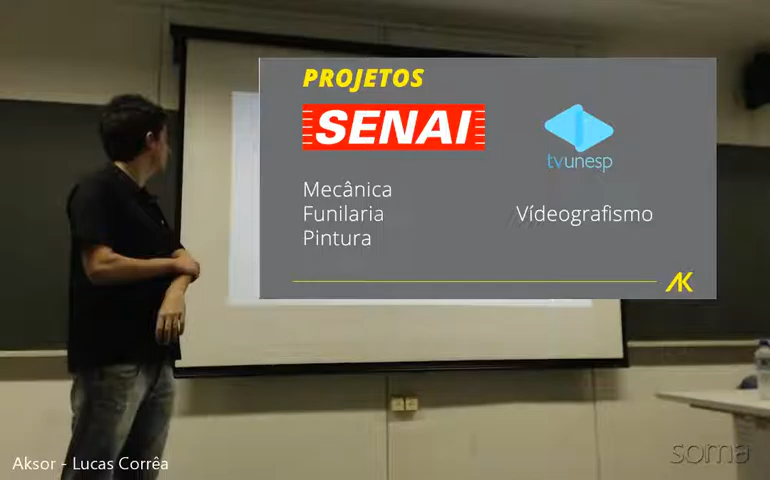 PROJETOS
SENAI
tvunesp
Mecânica
Funilaria
Pintura
Vídeografismo
AK
Aksor - Lucas Corrêa
soma